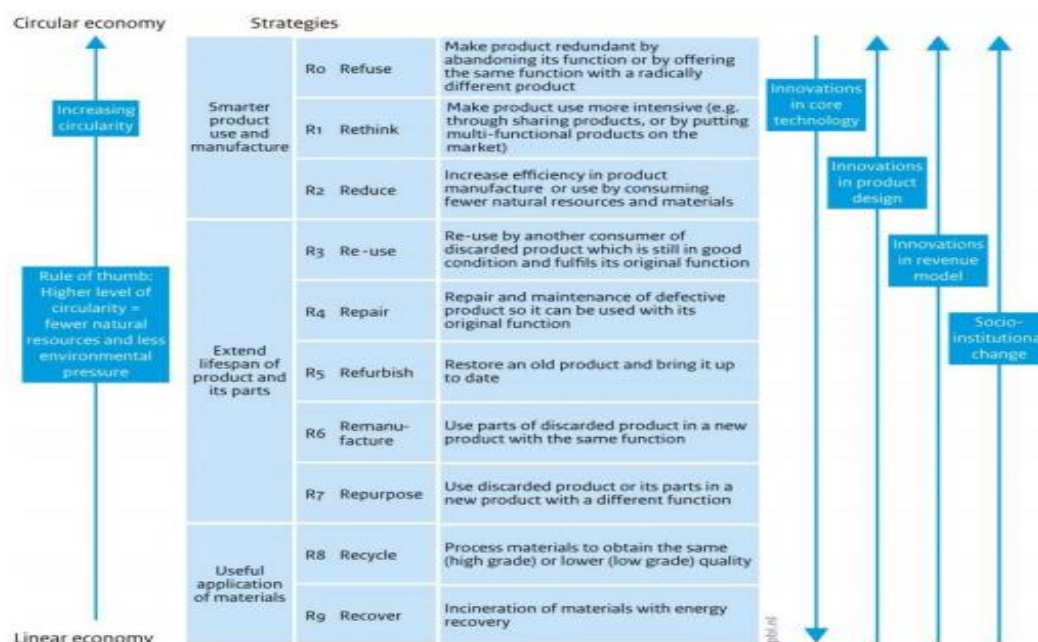 Circular economy
Strategies
Increasing
circularity
Rule of thumb:
Higher level of
circularity =
fewer natural
resources and less
environmental
pressure
Linear economy
Smarter
product
use and
manufacture
R0 Refuse
Make product redundant by
abandoning its function or by offering
the same function with a radically
different product
R1 Rethink
Make product use more intensive (e.g.
through sharing products, or by putting
multi-functional products on the
market)
R2 Reduce
Increase efficiency in product
manufacture or use by consuming
fewer natural resources and materials
Extend
lifespan of
product and
its parts
R3 Re-use
Re-use by another consumer of
discarded product which is still in good
condition and fulfils its original function
R4 Repair
Repair and maintenance of defective
product so it can be used with its
original function
R5 Refurbish
Restore an old product and bring it up
to date
R6 Remanu-
facture
Use parts of discarded product in a new
product with the same function
R7 Repurpose
Use discarded product or its parts in a
new product with a different function
Useful
application
of materials
R8 Recycle
Process materials to obtain the same
(high grade) or lower (low grade) quality
R9 Recover
Incineration of materials with energy
recovery
Innovations
in core
technology
Innovations
in product
design
Innovations
in revenue
model
Socio-
institutional
change
pbl.nl